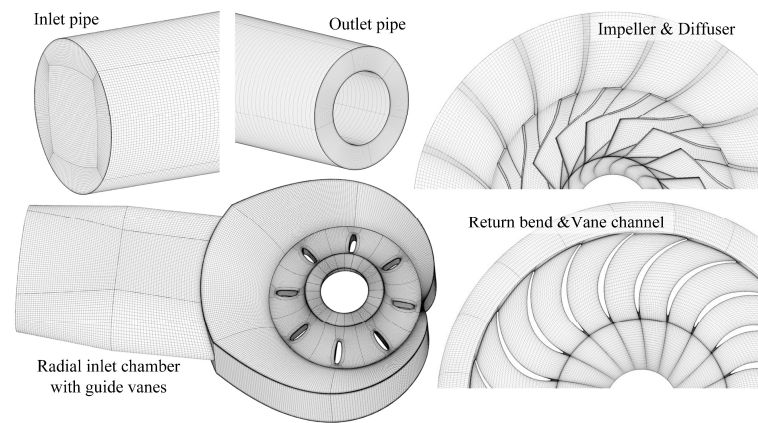 Inlet pipe
Outlet pipe
Impeller & Diffuser
Return bend &Vane channel
Radial inlet chamber
with guide vanes